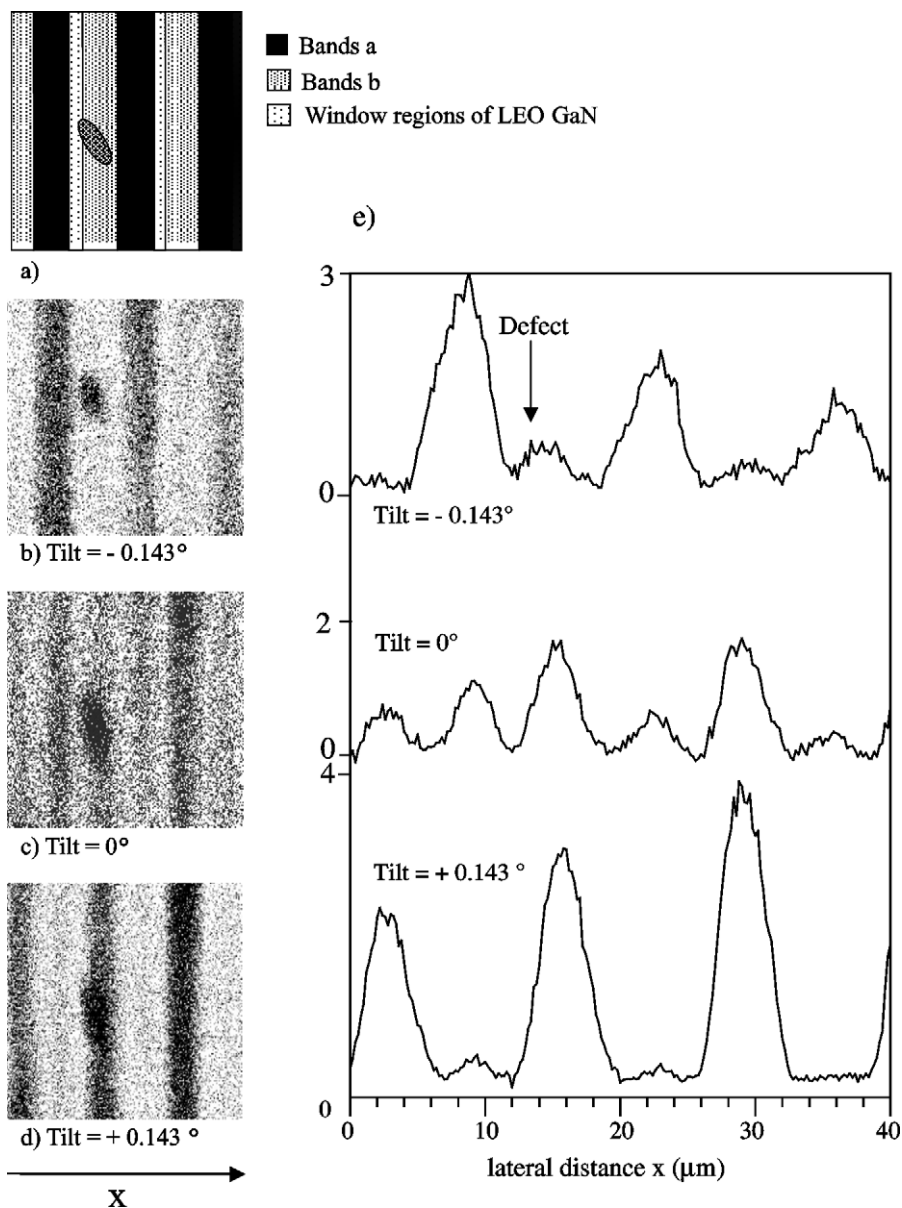 Bands a
Bands b
Window regions of LEO GaN
a)
b) Tilt = - 0.143°
c) Tilt = 0°
d) Tilt = + 0.143 °
X
e)
3
Defect
0
Tilt = - 0.143°
2
Tilt = 0°
0
4
Tilt = + 0.143 °
0
0 10 20 30 40
lateral distance x (μm)